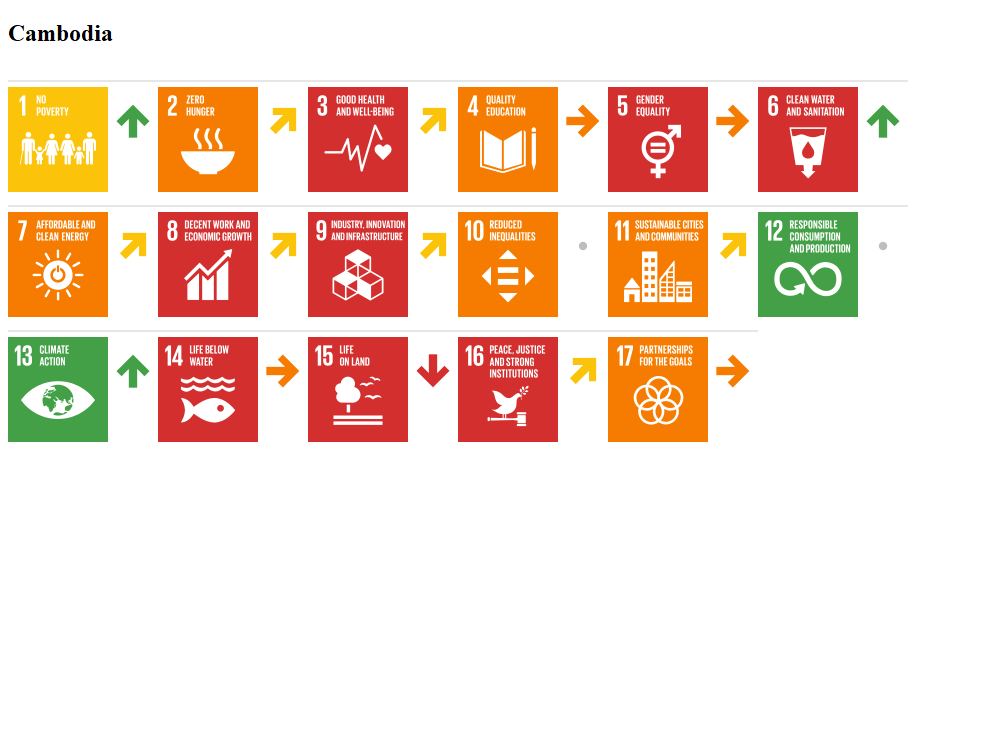 Cambodia
1 NO
POVERTY
2 ZERO
HUNGER
3 GOOD HEALTH
AND WELL-BEING
4 QUALITY
EDUCATION
5 GENDER
EQUALITY
6 CLEAN WATER
AND SANITATION
7 AFFORDABLE AND
CLEAN ENERGY
8 DECENT WORK AND
ECONOMIC GROWTH
9 INDUSTRY, INNOVATION
AND INFRASTRUCTURE
10 REDUCED
INEQUALITIES
11 SUSTAINABLE CITIES
AND COMMUNITIES
12 RESPONSIBLE
CONSUMPTION
AND PRODUCTION
13 CLIMATE
ACTION
14 LIFE BELOW
WATER
15 LIFE
ON LAND
16 PEACE, JUSTICE
AND STRONG
INSTITUTIONS
17 PARTNERSHIPS
FOR THE GOALS